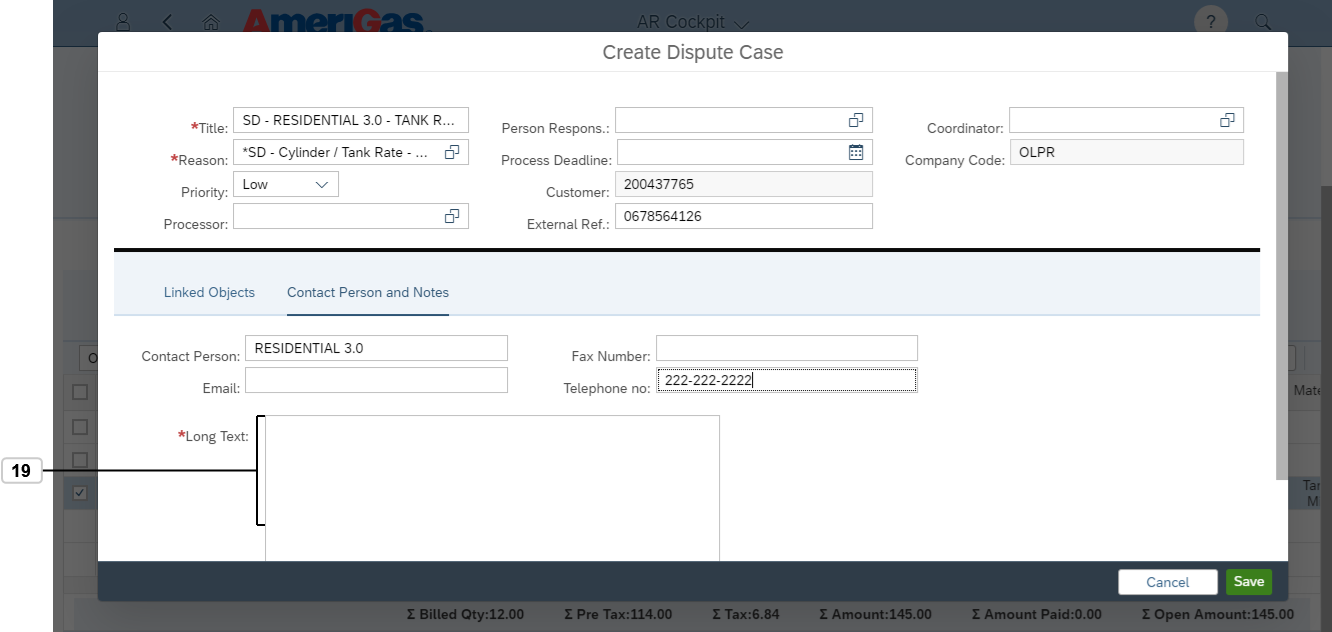 AmeriGas
AR Cockpit
?
Create Dispute Case
*Title: SD - RESIDENTIAL 3.0 - TANK R...
Person Respons.:
Coordinator:
*Reason: *SD - Cylinder / Tank Rate - ...
Process Deadline:
Company Code: OLPR
Priority: Low
Customer: 200437765
Processor:
External Ref.: 0678564126
Linked Objects Contact Person and Notes
Contact Person: RESIDENTIAL 3.0
Fax Number:
Email:
Telephone no: 222-222-2222
*Long Text:
19
Cancel Save
Σ Billed Qty:12.00 Σ Pre Tax:114.00 Σ Tax:6.84 Σ Amount:145.00 Σ Amount Paid:0.00 Σ Open Amount:145.00